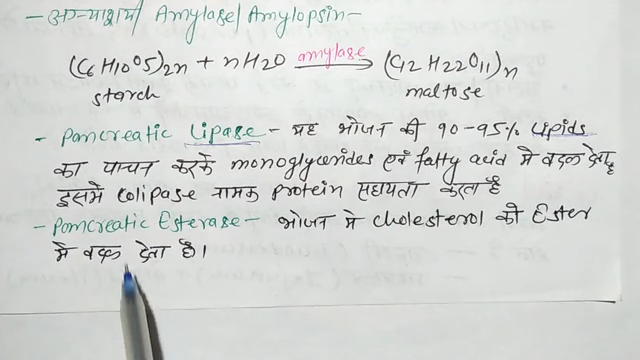 - अग्न्याशयी Amylase/Amylopsin-
(C6H10O5)2n + nH2O amylase (C12H22O11)n
starch maltose
- Pancreatic Lipase - यह भोजन की 90-95% Lipids
का पाचन करके monoglycerides एवं fatty acid मे बदल देता है
इसमे colipase नामक protein सहायता करता है
- Pancreatic Esterase - भोजन मे cholesterol को Ester
मे बदल देता है।